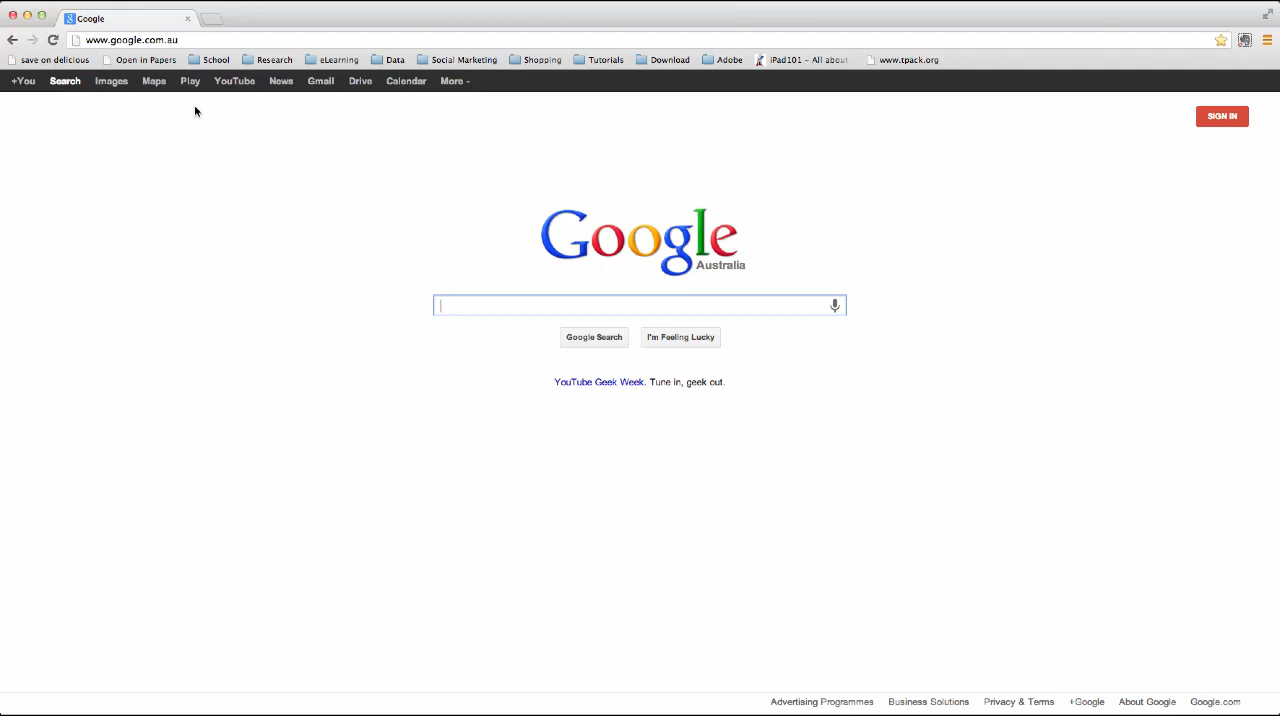 Google
www.google.com.au
save on delicious Open in Papers School Research eLearning Data Social Marketing Shopping Tutorials Download Adobe iPad101 - All about www.tpack.org
+You Search Images Maps Play YouTube News Gmail Drive Calendar More
SIGN IN
Google
Australia
Google Search I'm Feeling Lucky
YouTube Geek Week. Tune in, geek out.
Advertising Programmes Business Solutions Privacy & Terms +Google About Google Google.com